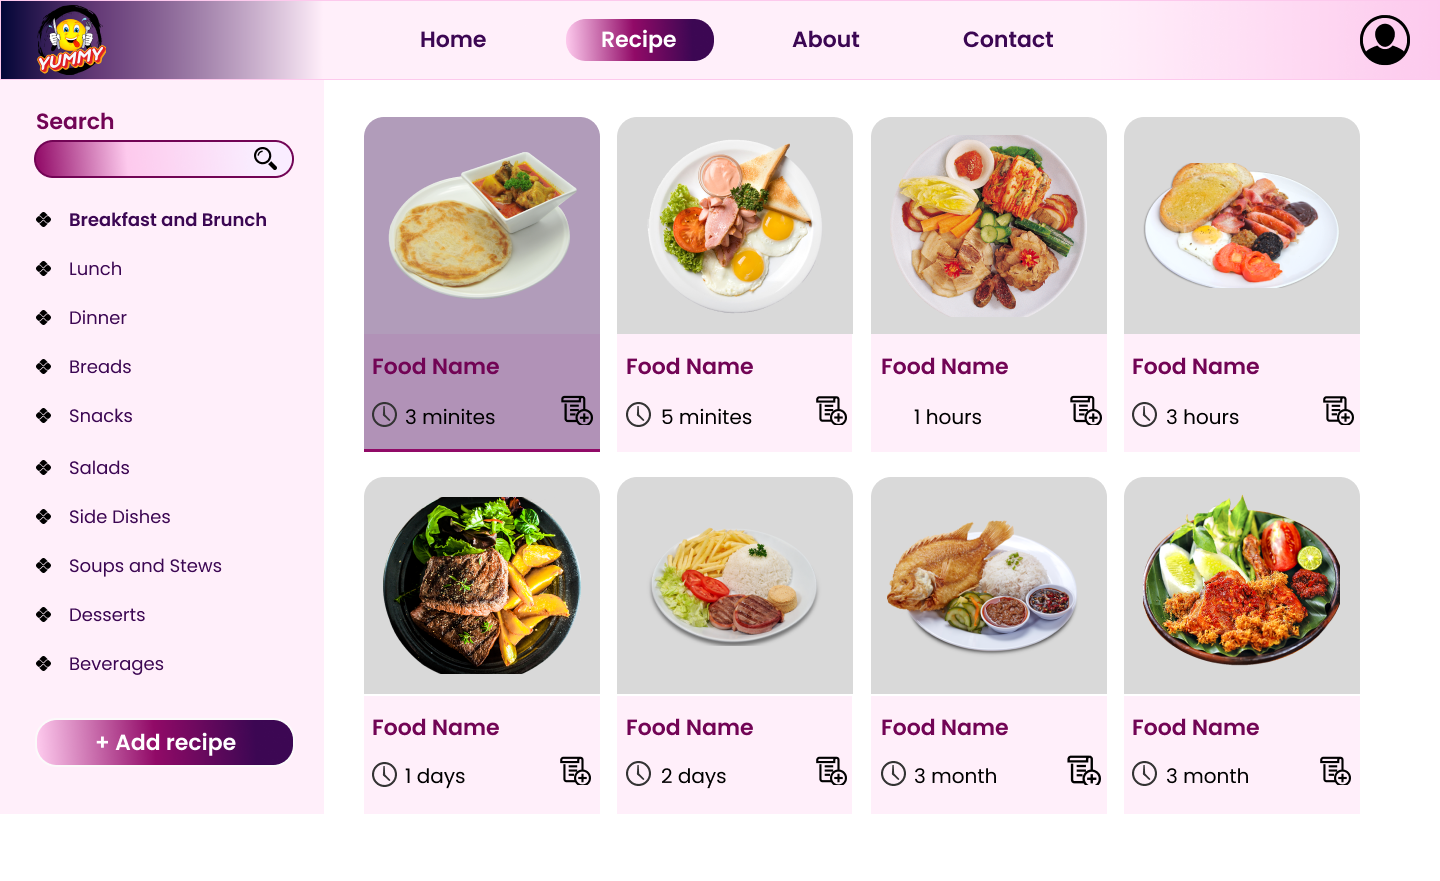 YUMMY
Home
Recipe
About
Contact
Search
Breakfast and Brunch
Lunch
Dinner
Breads
Snacks
Salads
Side Dishes
Soups and Stews
Desserts
Beverages
+ Add recipe
Food Name
3 minites
Food Name
5 minites
Food Name
1 hours
Food Name
3 hours
Food Name
1 days
Food Name
2 days
Food Name
3 month
Food Name
3 month